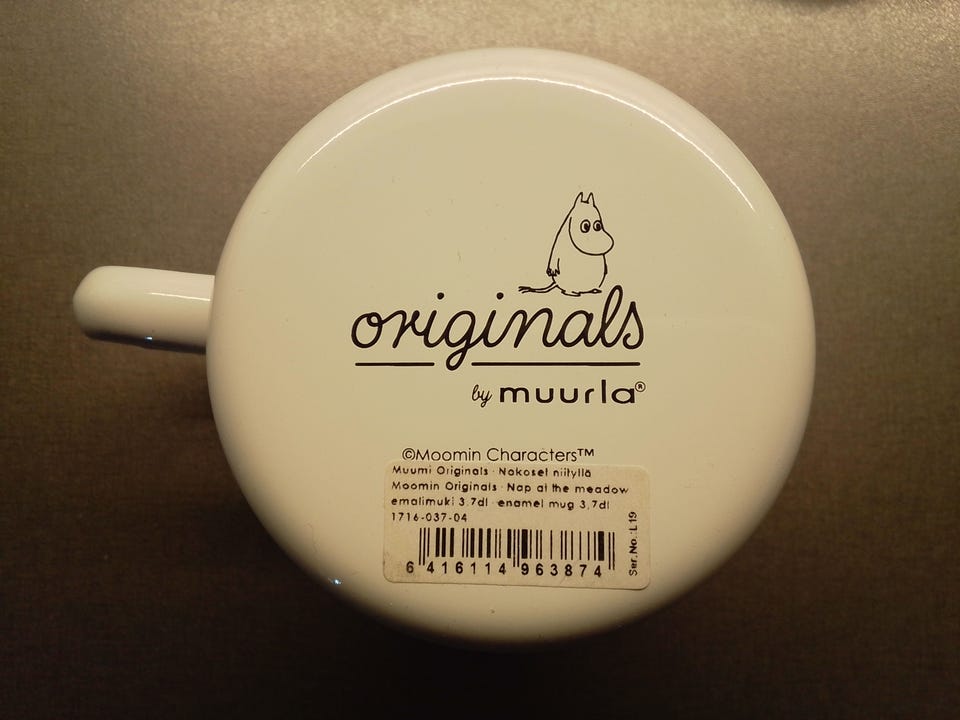 originals
by muurla®
©Moomin Characters™
Muumi Originals · Nokoset niityllä
Moomin Originals · Nap at the meadow
emalimuki 3,7dl · enamel mug 3,7dl
1716-037-04
6 416114 963874
Ser.No.:L19